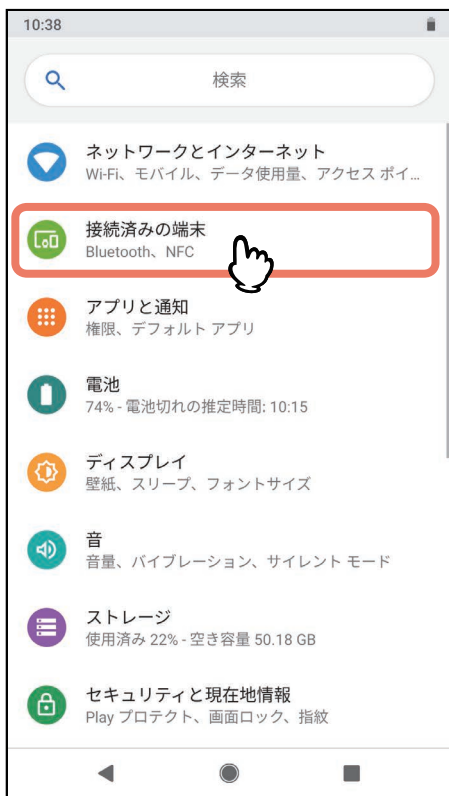 10:38
検索
ネットワークとインターネット
Wi-Fi、モバイル、データ使用量、アクセス ポイ...
接続済みの端末
Bluetooth、NFC
アプリと通知
権限、デフォルト アプリ
電池
74% - 電池切れの推定時間: 10:15
ディスプレイ
壁紙、スリープ、フォントサイズ
音
音量、バイブレーション、サイレント モード
ストレージ
使用済み 22% - 空き容量 50.18 GB
セキュリティと現在地情報
Play プロテクト、画面ロック、指紋